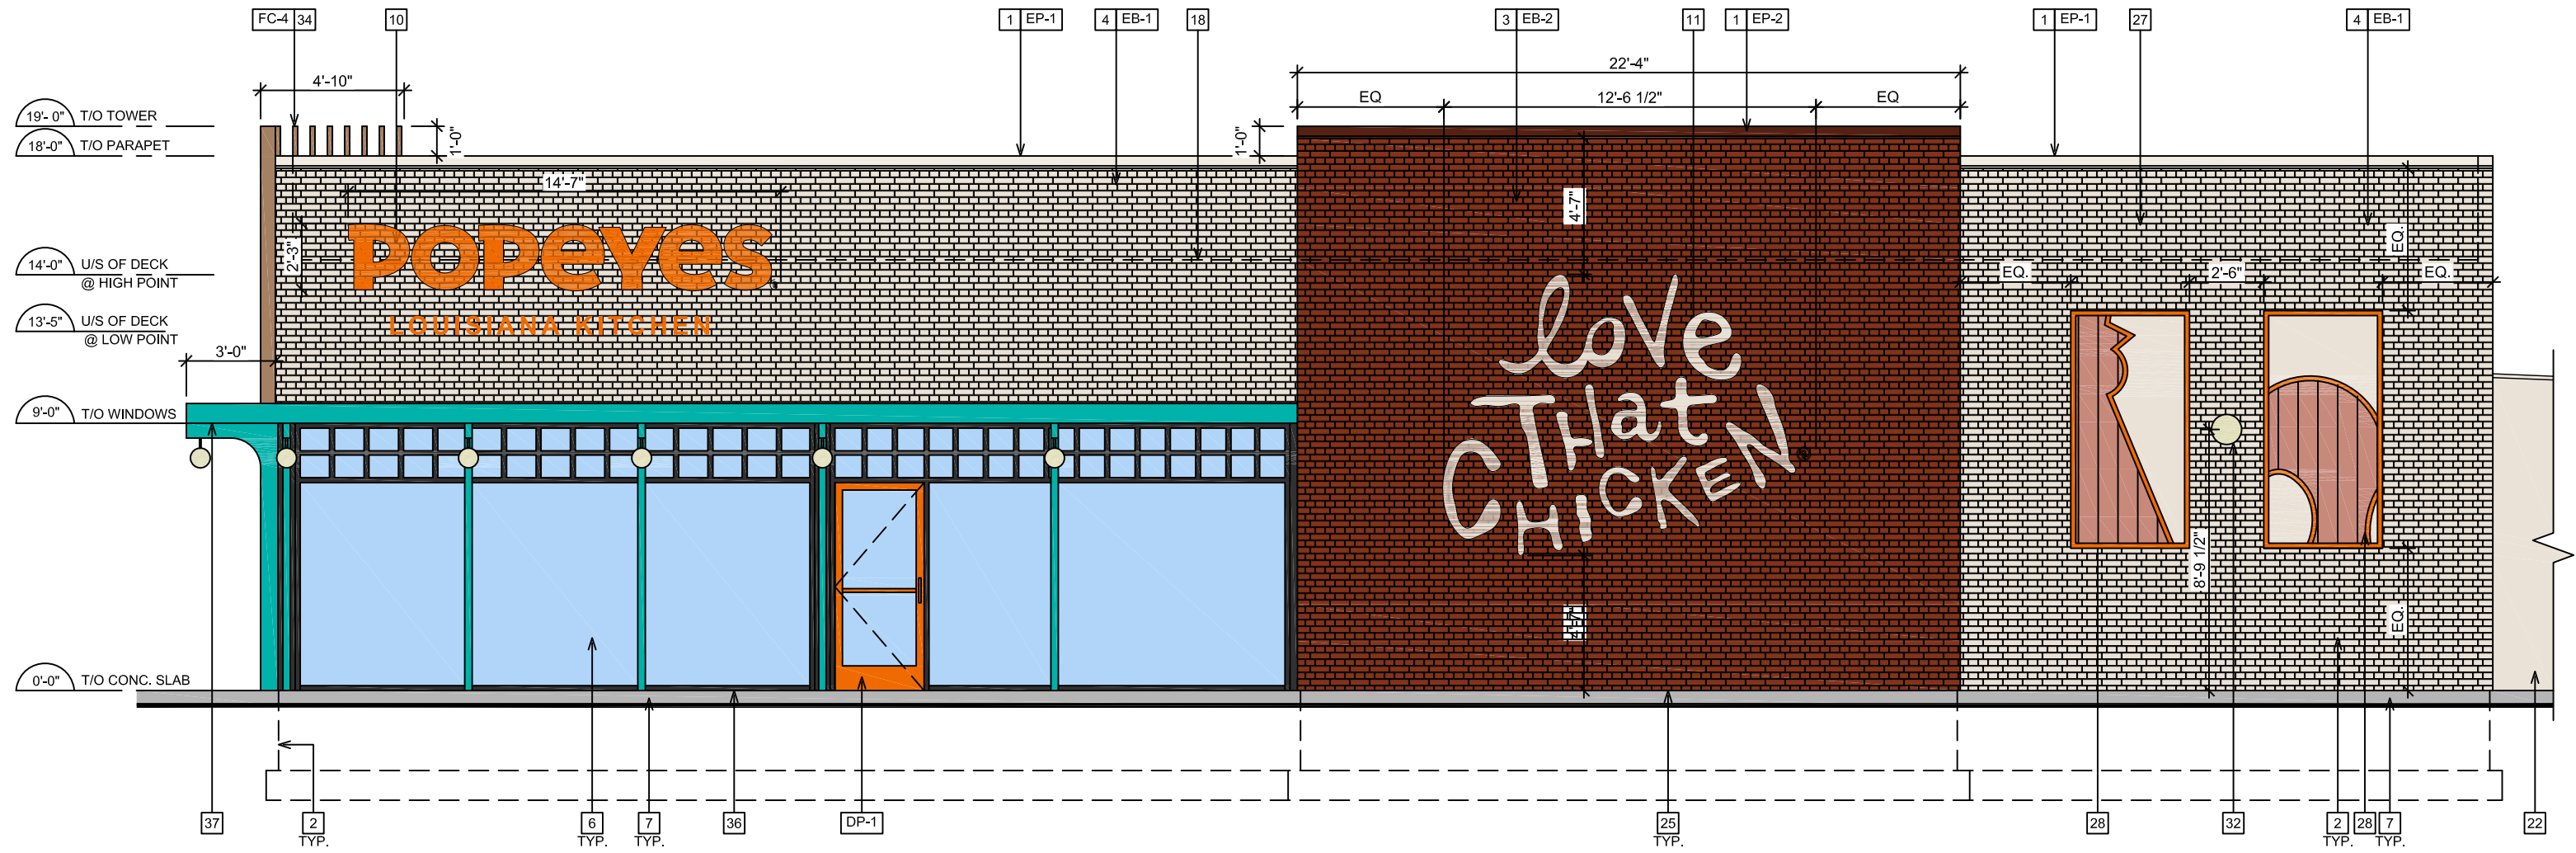 FC-4 34
10
1 EP-1
4 EB-1
18
3 EB-2
11
1 EP-2
1 EP-1
27
4 EB-1
4'-10"
22'-4"
EQ
12'-6 1/2"
EQ
19'- 0" T/O TOWER
18'-0" T/O PARAPET
1'-0"
1'-0"
14'-7"
4'-7"
2'-3"
POPEYES
LOUISIANA KITCHEN
14'-0" U/S OF DECK
@ HIGH POINT
13'-5" U/S OF DECK
@ LOW POINT
EQ.
EQ.
2'-6"
EQ.
love
THat
CHICKEN®
3'-0"
9'-0" T/O WINDOWS
8'-9 1/2"
4'-7"
EQ.
0'-0" T/O CONC. SLAB
37
2
TYP.
6
TYP.
7
TYP.
36
DP-1
25
TYP.
28
32
2
TYP.
28
7
TYP.
22